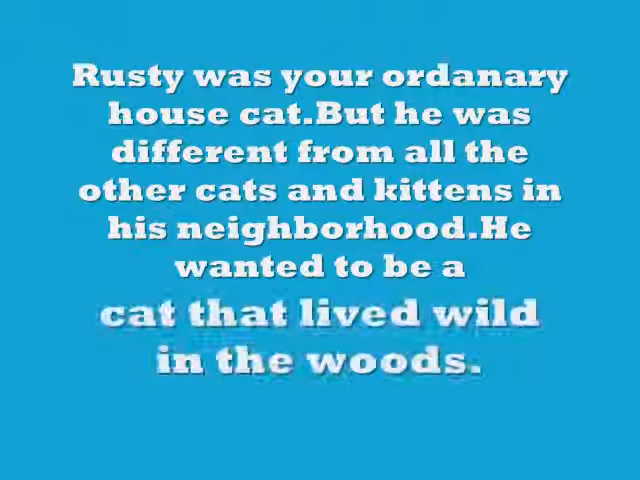 Rusty was your ordanary
house cat.But he was
different from all the
other cats and kittens in
his neighborhood.He
wanted to be a
cat that lived wild
in the woods.